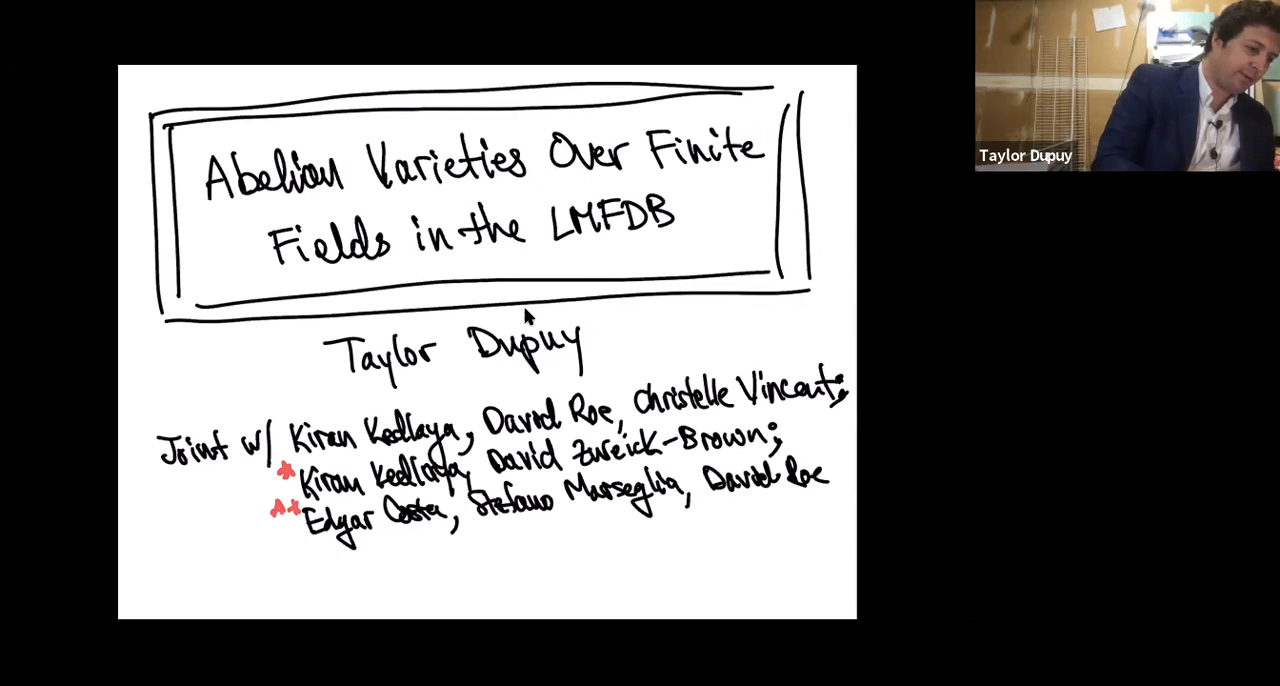 Abelian Varieties Over Finite
Fields in the LMFDB
Taylor Dupuy
Joint w/ Kiran Kedlaya, David Roe, Christelle Vincent;
* Kiran Kedlaya, David Zureick-Brown;
** Edgar Costa, Stefano Marseglia, David Roe
Taylor Dupuy